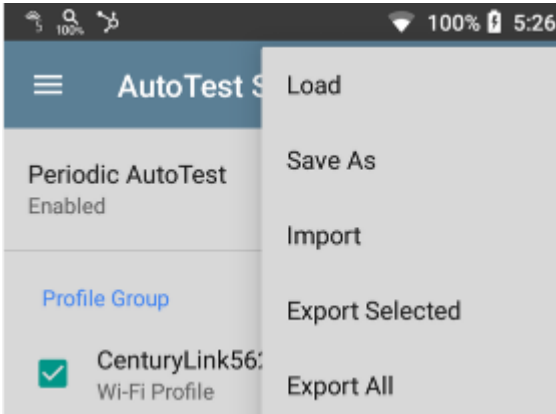 100% 100% 5:26
AutoTest
Load
Save As
Import
Export Selected
Export All
Periodic AutoTest
Enabled
Profile Group
CenturyLink56
Wi-Fi Profile